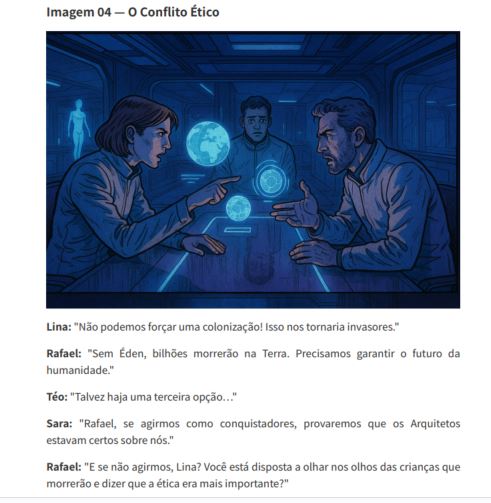 Imagem 04 — O Conflito Ético
Lina: "Não podemos forçar uma colonização! Isso nos tornaria invasores."
Rafael: "Sem Éden, bilhões morrerão na Terra. Precisamos garantir o futuro da
humanidade."
Téo: "Talvez haja uma terceira opção…"
Sara: "Rafael, se agirmos como conquistadores, provaremos que os Arquitetos
estavam certos sobre nós."
Rafael: "E se não agirmos, Lina? Você está disposta a olhar nos olhos das crianças que
morrerão e dizer que a ética era mais importante?"